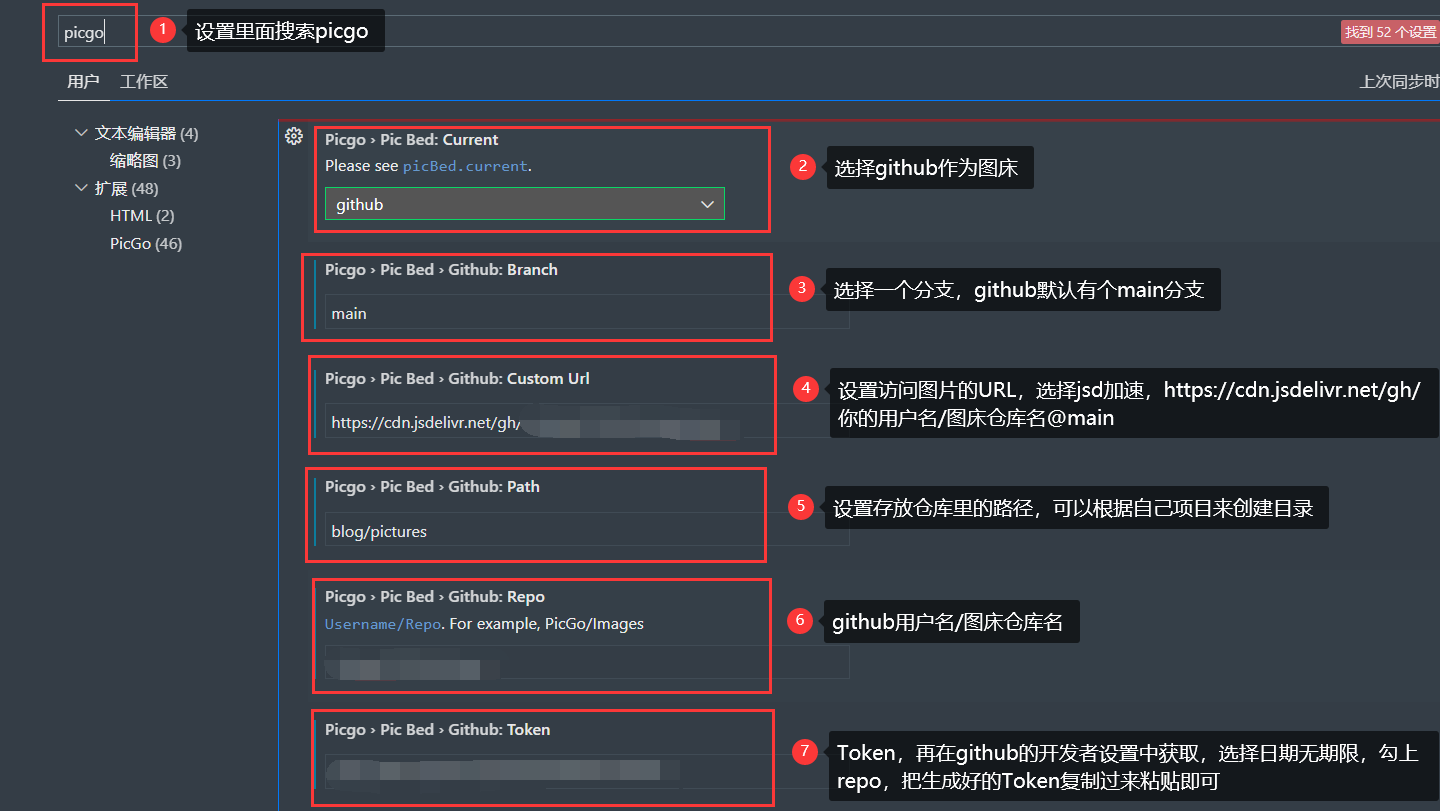 picgo
1
设置里面搜索picgo
找到 52 个设置
用户
工作区
上次同步时
文本编辑器 (4)
缩略图 (3)
扩展 (48)
HTML (2)
PicGo (46)
Picgo › Pic Bed: Current
Please see picBed.current.
github
2
选择github作为图床
Picgo › Pic Bed › Github: Branch
main
3
选择一个分支，github默认有个main分支
Picgo › Pic Bed › Github: Custom Url
https://cdn.jsdelivr.net/gh/
4
设置访问图片的URL，选择jsd加速，https://cdn.jsdelivr.net/gh/
你的用户名/图床仓库名@main
Picgo › Pic Bed › Github: Path
blog/pictures
5
设置存放仓库里的路径，可以根据自己项目来创建目录
Picgo › Pic Bed › Github: Repo
Username/Repo. For example, PicGo/Images
6
github用户名/图床仓库名
Picgo › Pic Bed › Github: Token
7
Token，再在github的开发者设置中获取，选择日期无期限，勾上
repo，把生成好的Token复制过来粘贴即可